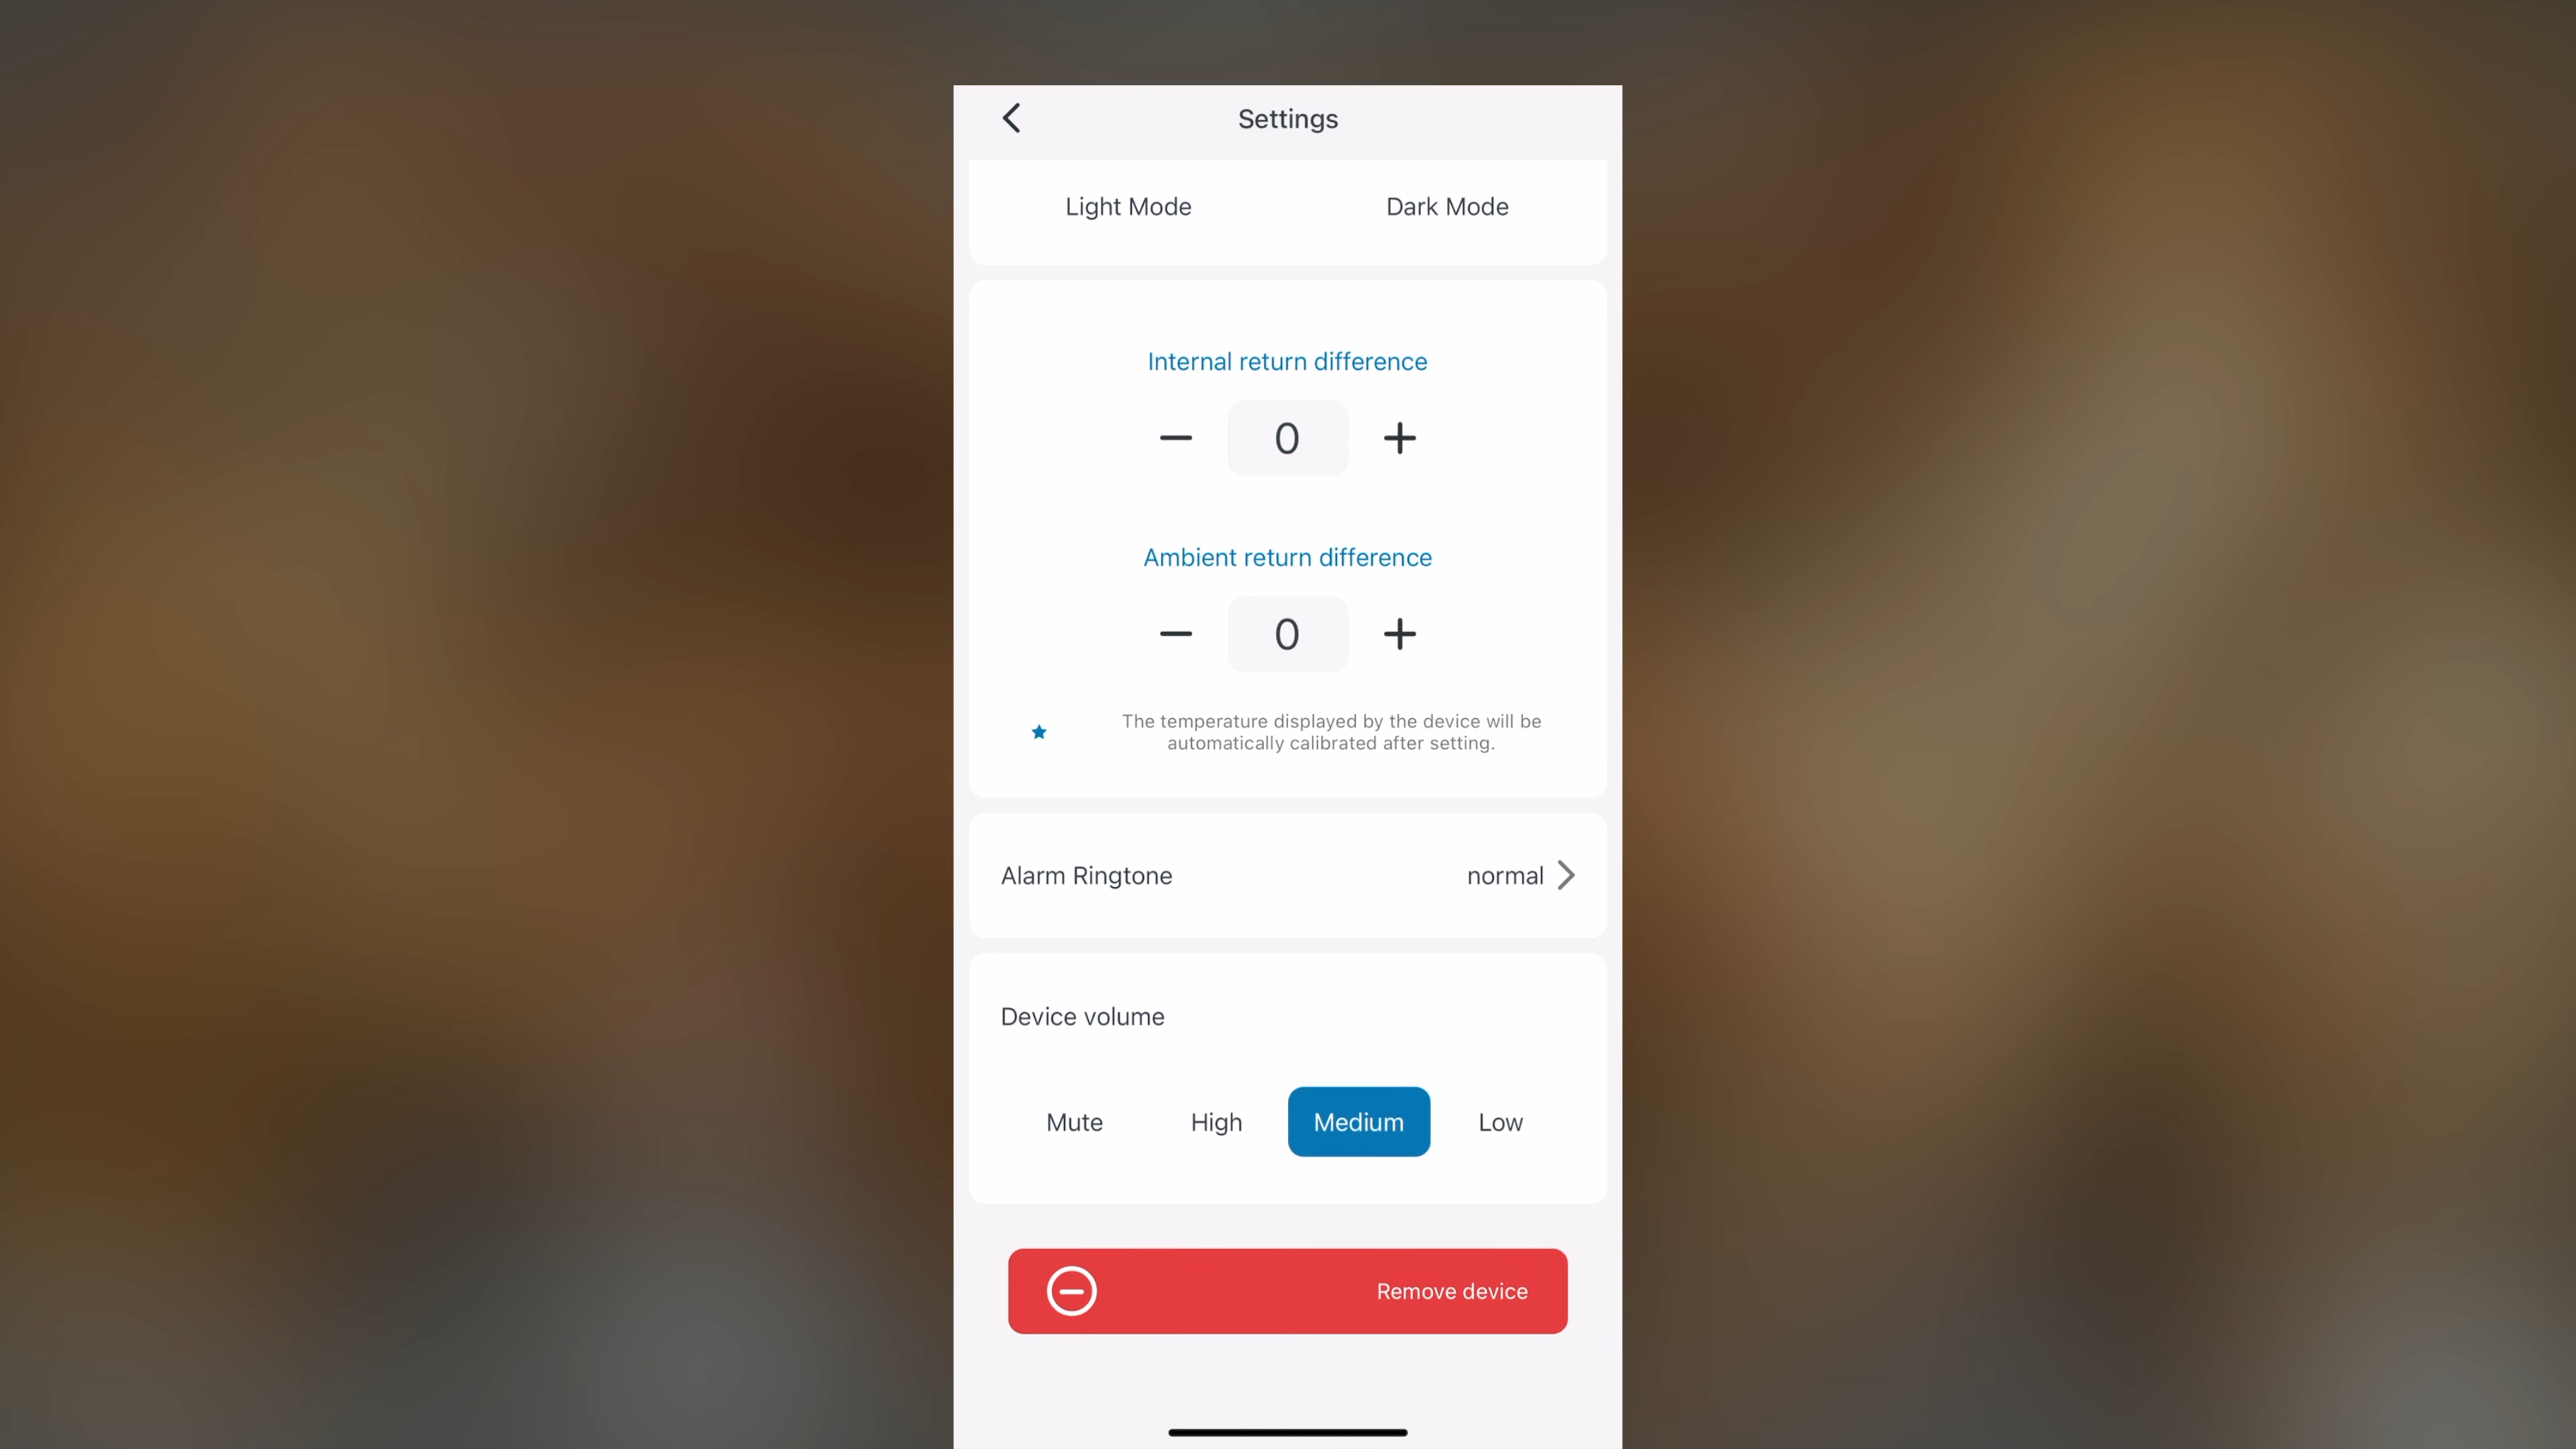 Settings
Light Mode
Dark Mode
Internal return difference
0
Ambient return difference
0
The temperature displayed by the device will be
automatically calibrated after setting.
Alarm Ringtone
normal
Device volume
Mute
High
Medium
Low
Remove device